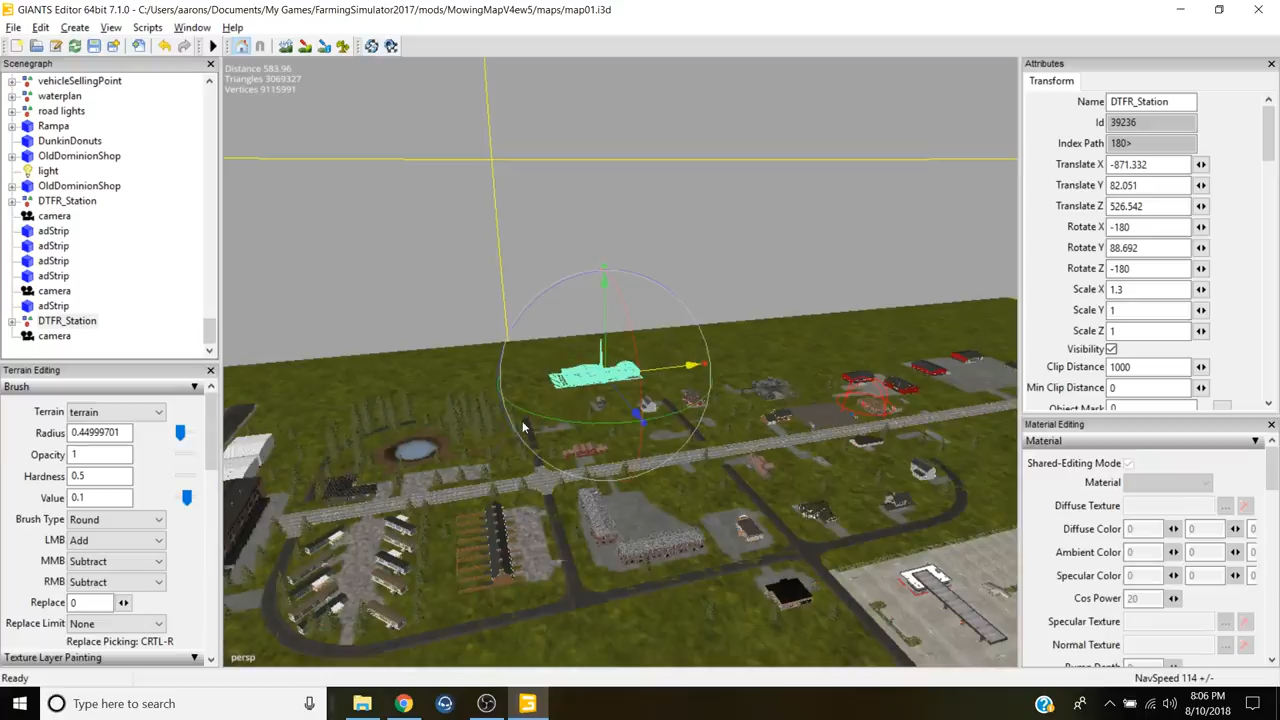 GIANTS Editor 64bit 7.1.0 - C:/Users/aarons/Documents/My Games/FarmingSimulator2017/mods/MowingMapV4ew5/maps/map01.i3d
File Edit Create View Scripts Window Help
Scenegraph
vehicleSellingPoint
waterplan
road lights
Rampa
DunkinDonuts
OldDominionShop
light
OldDominionShop
DTFR_Station
camera
adStrip
adStrip
adStrip
adStrip
camera
adStrip
DTFR_Station
camera
Terrain Editing
Brush
Terrain terrain
Radius 0.44999701
Opacity 1
Hardness 0.5
Value 0.1
Brush Type Round
LMB Add
MMB Subtract
RMB Subtract
Replace 0
Replace Limit None
Replace Picking: CRTL-R
Texture Layer Painting
Ready
Distance 583.96
Triangles 3069327
Vertices 9115991
persp
Attributes
Transform
Name DTFR_Station
Id 39236
Index Path 180>
Translate X -871.332
Translate Y 82.051
Translate Z 526.542
Rotate X -180
Rotate Y 88.692
Rotate Z -180
Scale X 1.3
Scale Y 1
Scale Z 1
Visibility
Clip Distance 1000
Min Clip Distance 0
Object Mask
Material Editing
Material
Shared-Editing Mode
Material
Diffuse Texture ...
Diffuse Color 0 0 0
Ambient Color 0 0 0
Specular Color 0 0 0
Cos Power 20
Specular Texture ...
Normal Texture ...
Bump Depth
NavSpeed 114 +/-
Type here to search
8:06 PM
8/10/2018